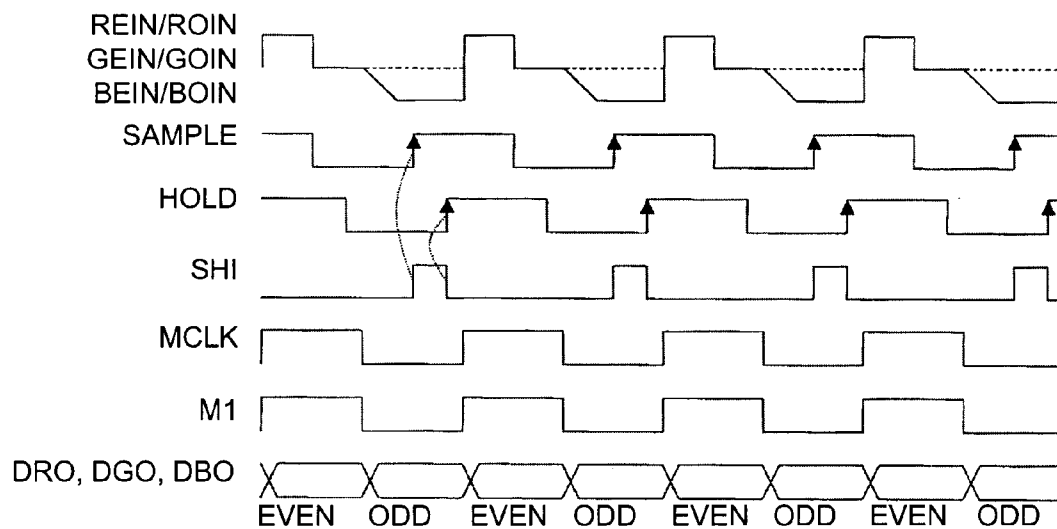 REIN/ROIN
GEIN/GOIN
BEIN/BOIN
SAMPLE
HOLD
SHI
MCLK
M1
DRO, DGO, DBO
EVEN ODD EVEN ODD EVEN ODD EVEN ODD